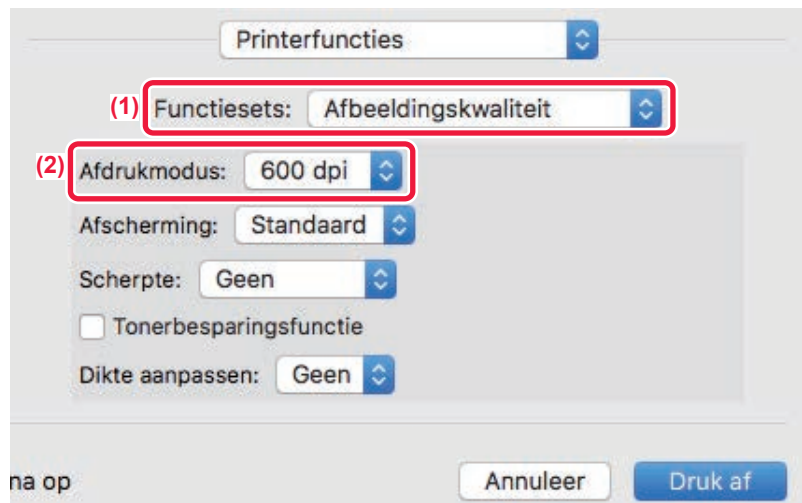 Printerfuncties
(1) Functiesets: Afbeeldingskwaliteit
(2) Afdrukmodus: 600 dpi
Afscherming: Standaard
Scherpte: Geen
Tonerbesparingsfunctie
Dikte aanpassen: Geen
na op Annuleer Druk af